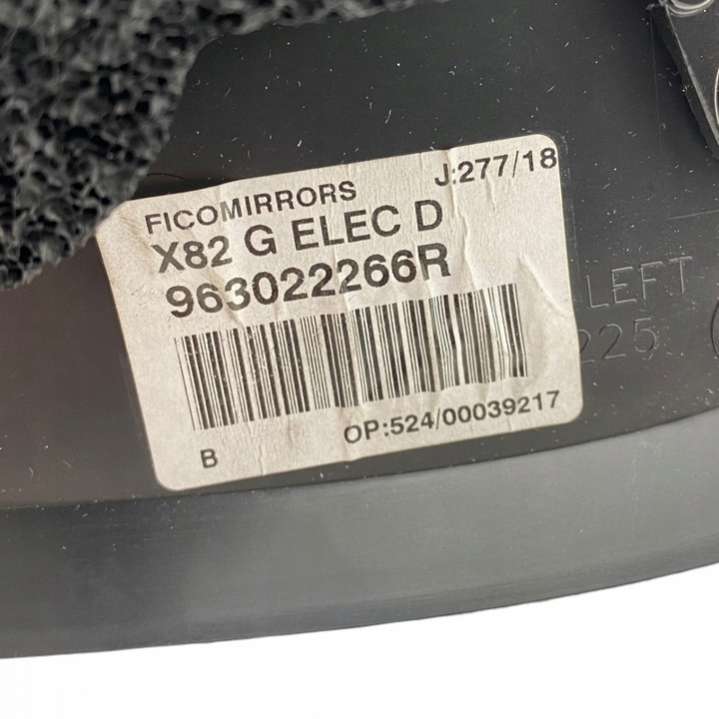 FICOMIRRORS J:277/18
X82 G ELEC D
963022266R
B OP:524/00039217
LEFT
225